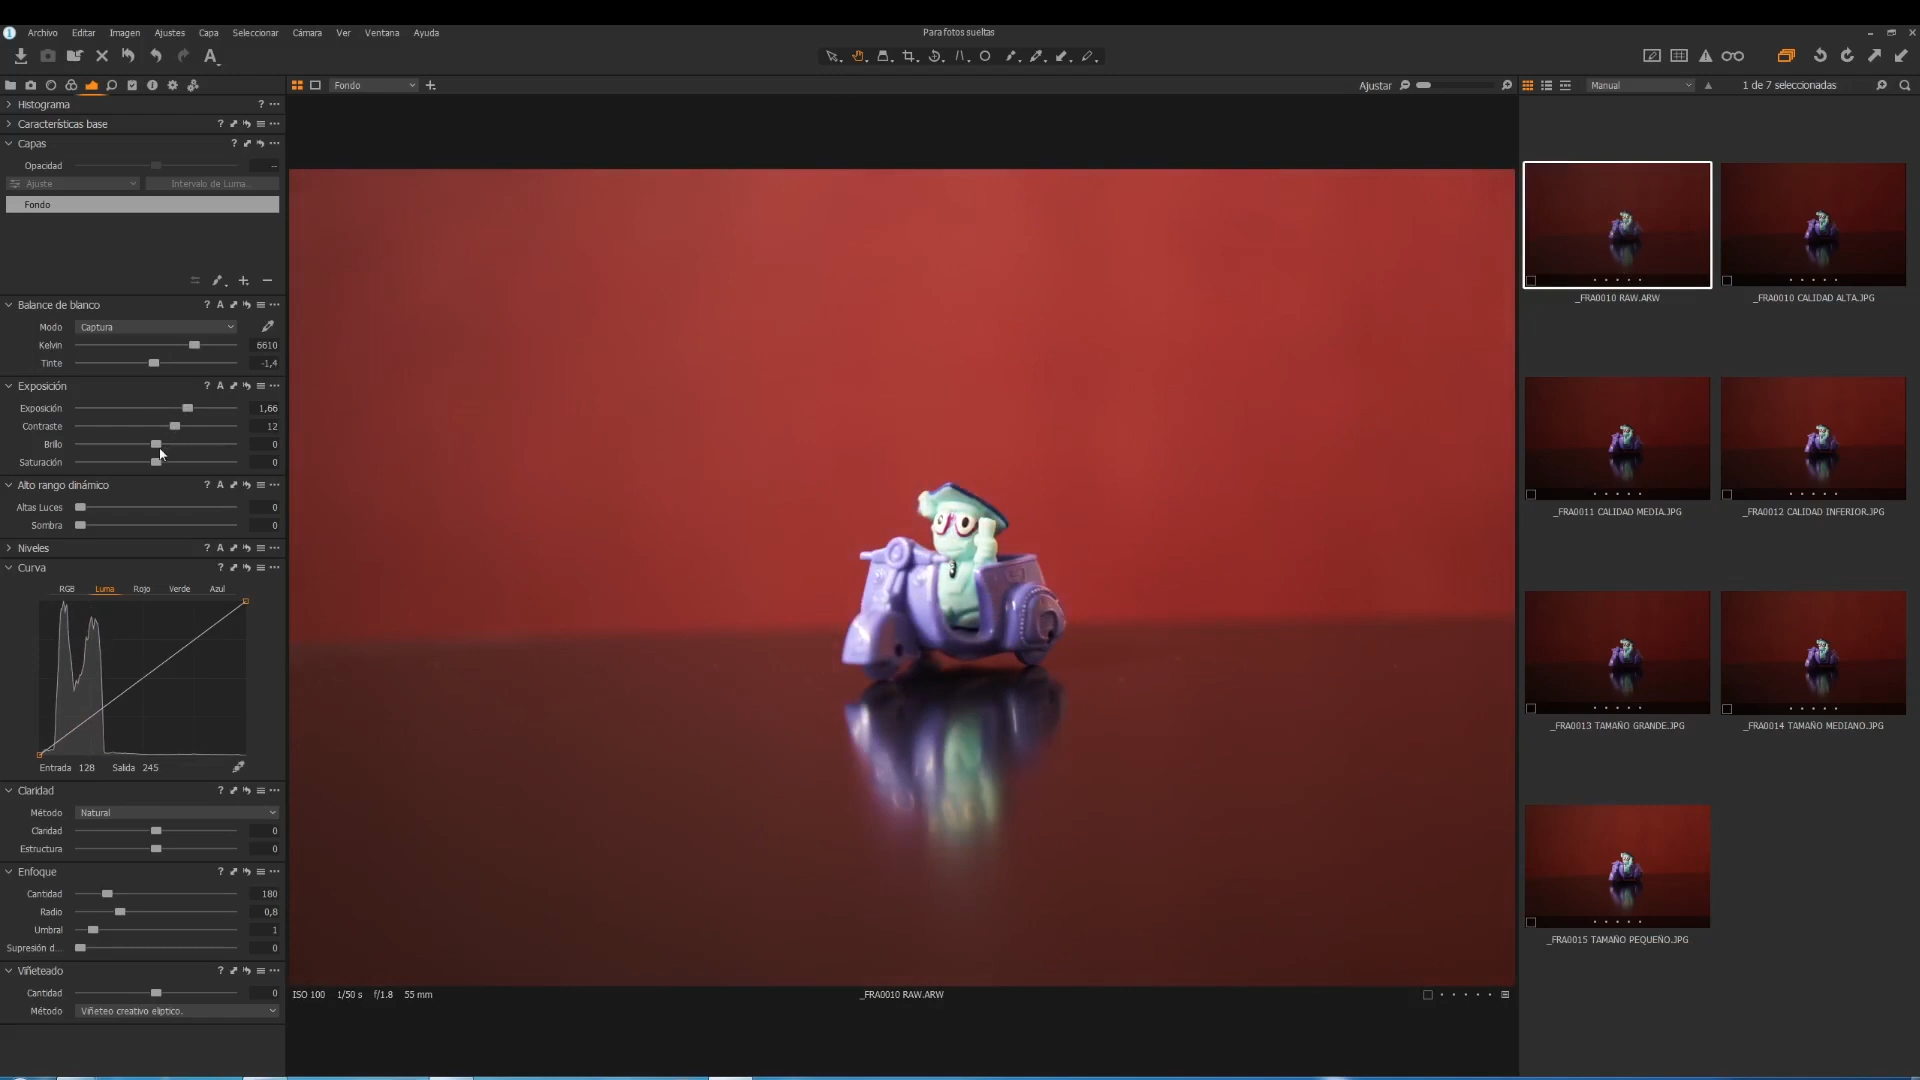 Para fotos sueltas
Archivo Editar Imagen Ajustes Capa Seleccionar Cámara Ver Ventana Ayuda
Fondo
Ajustar
Manual
1 de 7 seleccionadas
Histograma
Características base
Capas
Opacidad
Ajuste Intervalo de Luma...
Fondo
Balance de blanco
Modo Captura
Kelvin 6610
Tinte -1,4
Exposición
Exposición 1,66
Contraste 12
Brillo 0
Saturación 0
Alto rango dinámico
Altas Luces 0
Sombra 0
Niveles
Curva
RGB Luma Rojo Verde Azul
Entrada 128 Salida 245
Claridad
Método Natural
Claridad 0
Estructura 0
Enfoque
Cantidad 180
Radio 0,8
Umbral 1
Supresión d... 0
Viñeteado
Cantidad 0
Método Viñeteo creativo elíptico.
ISO 100 1/50 s f/1.8 55 mm
_FRA0010 RAW.ARW
_FRA0010 RAW.ARW
_FRA0010 CALIDAD ALTA.JPG
_FRA0011 CALIDAD MEDIA.JPG
_FRA0012 CALIDAD INFERIOR.JPG
_FRA0013 TAMAÑO GRANDE.JPG
_FRA0014 TAMAÑO MEDIANO.JPG
_FRA0015 TAMAÑO PEQUEÑO.JPG